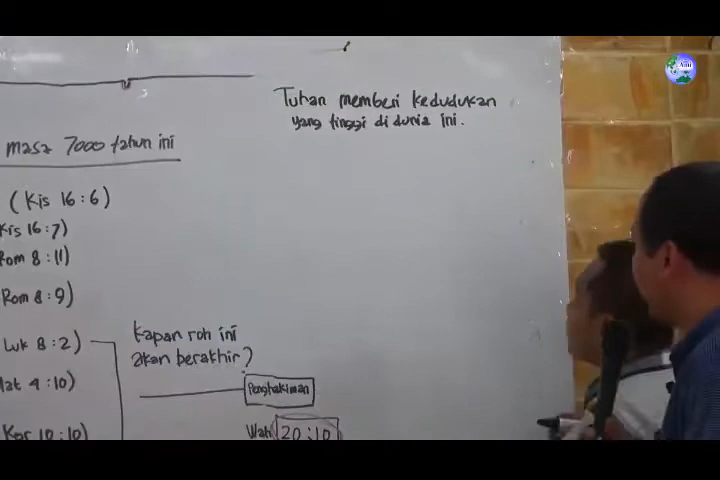 Tuhan memberi kedudukan
yang tinggi di dunia ini.
masa 7000 tahun ini
(Kis 16:6)
Kis 16:7)
Rom 8:11)
Rom 8:9)
Luk 8:2)
Mat 4:10)
Kor 10:10)
Kapan roh ini
akan berakhir?
Penghakiman
Wah 20:10